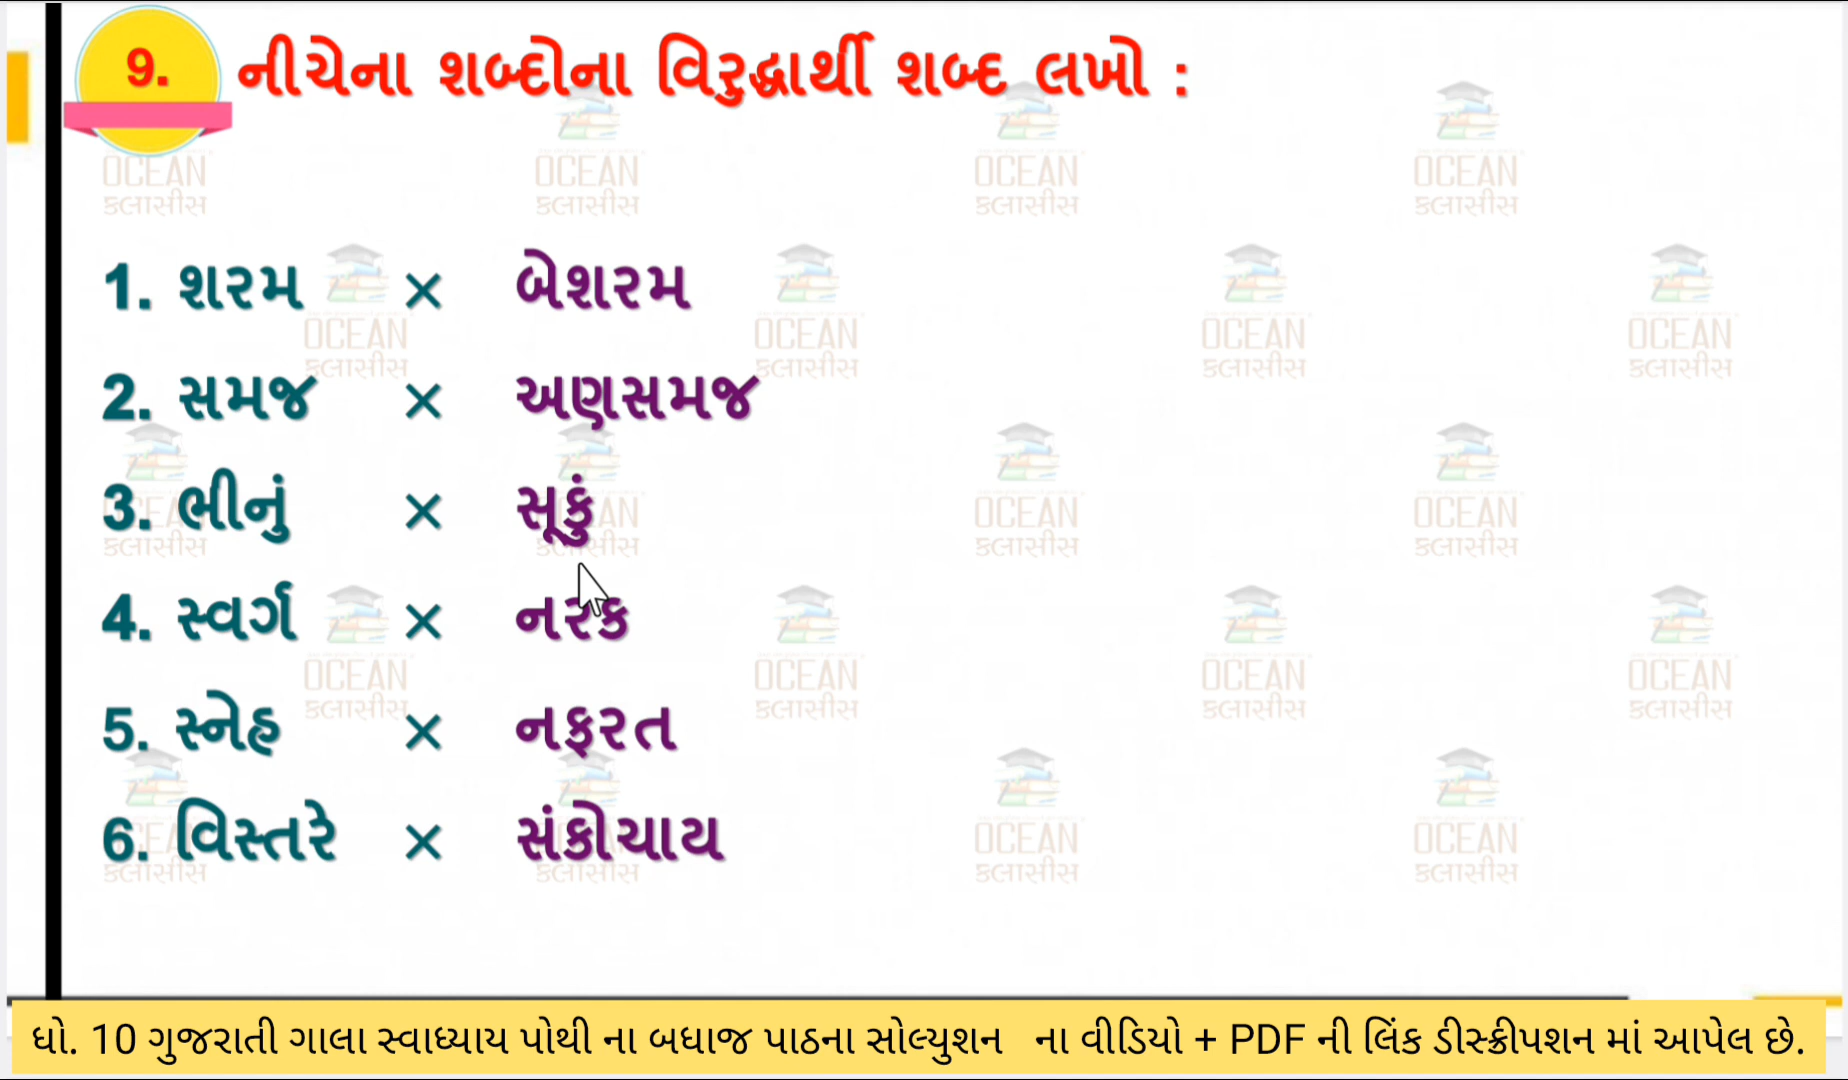 9. નીચેના શબ્દોના વિરુદ્ધાર્થી શબ્દ લખો :
1. શરમ × બેશરમ
2. સમજ × અણસમજ
3. ભીનું × સૂકું
4. સ્વર્ગ × નરક
5. સ્નેહ × નફરત
6. વિસ્તરે × સંકોચાય
OCEAN
ક્લાસીસ
ધો. 10 ગુજરાતી ગાલા સ્વાધ્યાય પોથી ના બધાજ પાઠના સોલ્યુશન ના વીડિયો + PDF ની લિંક ડીસ્ક્રીપશન માં આપેલ છે.